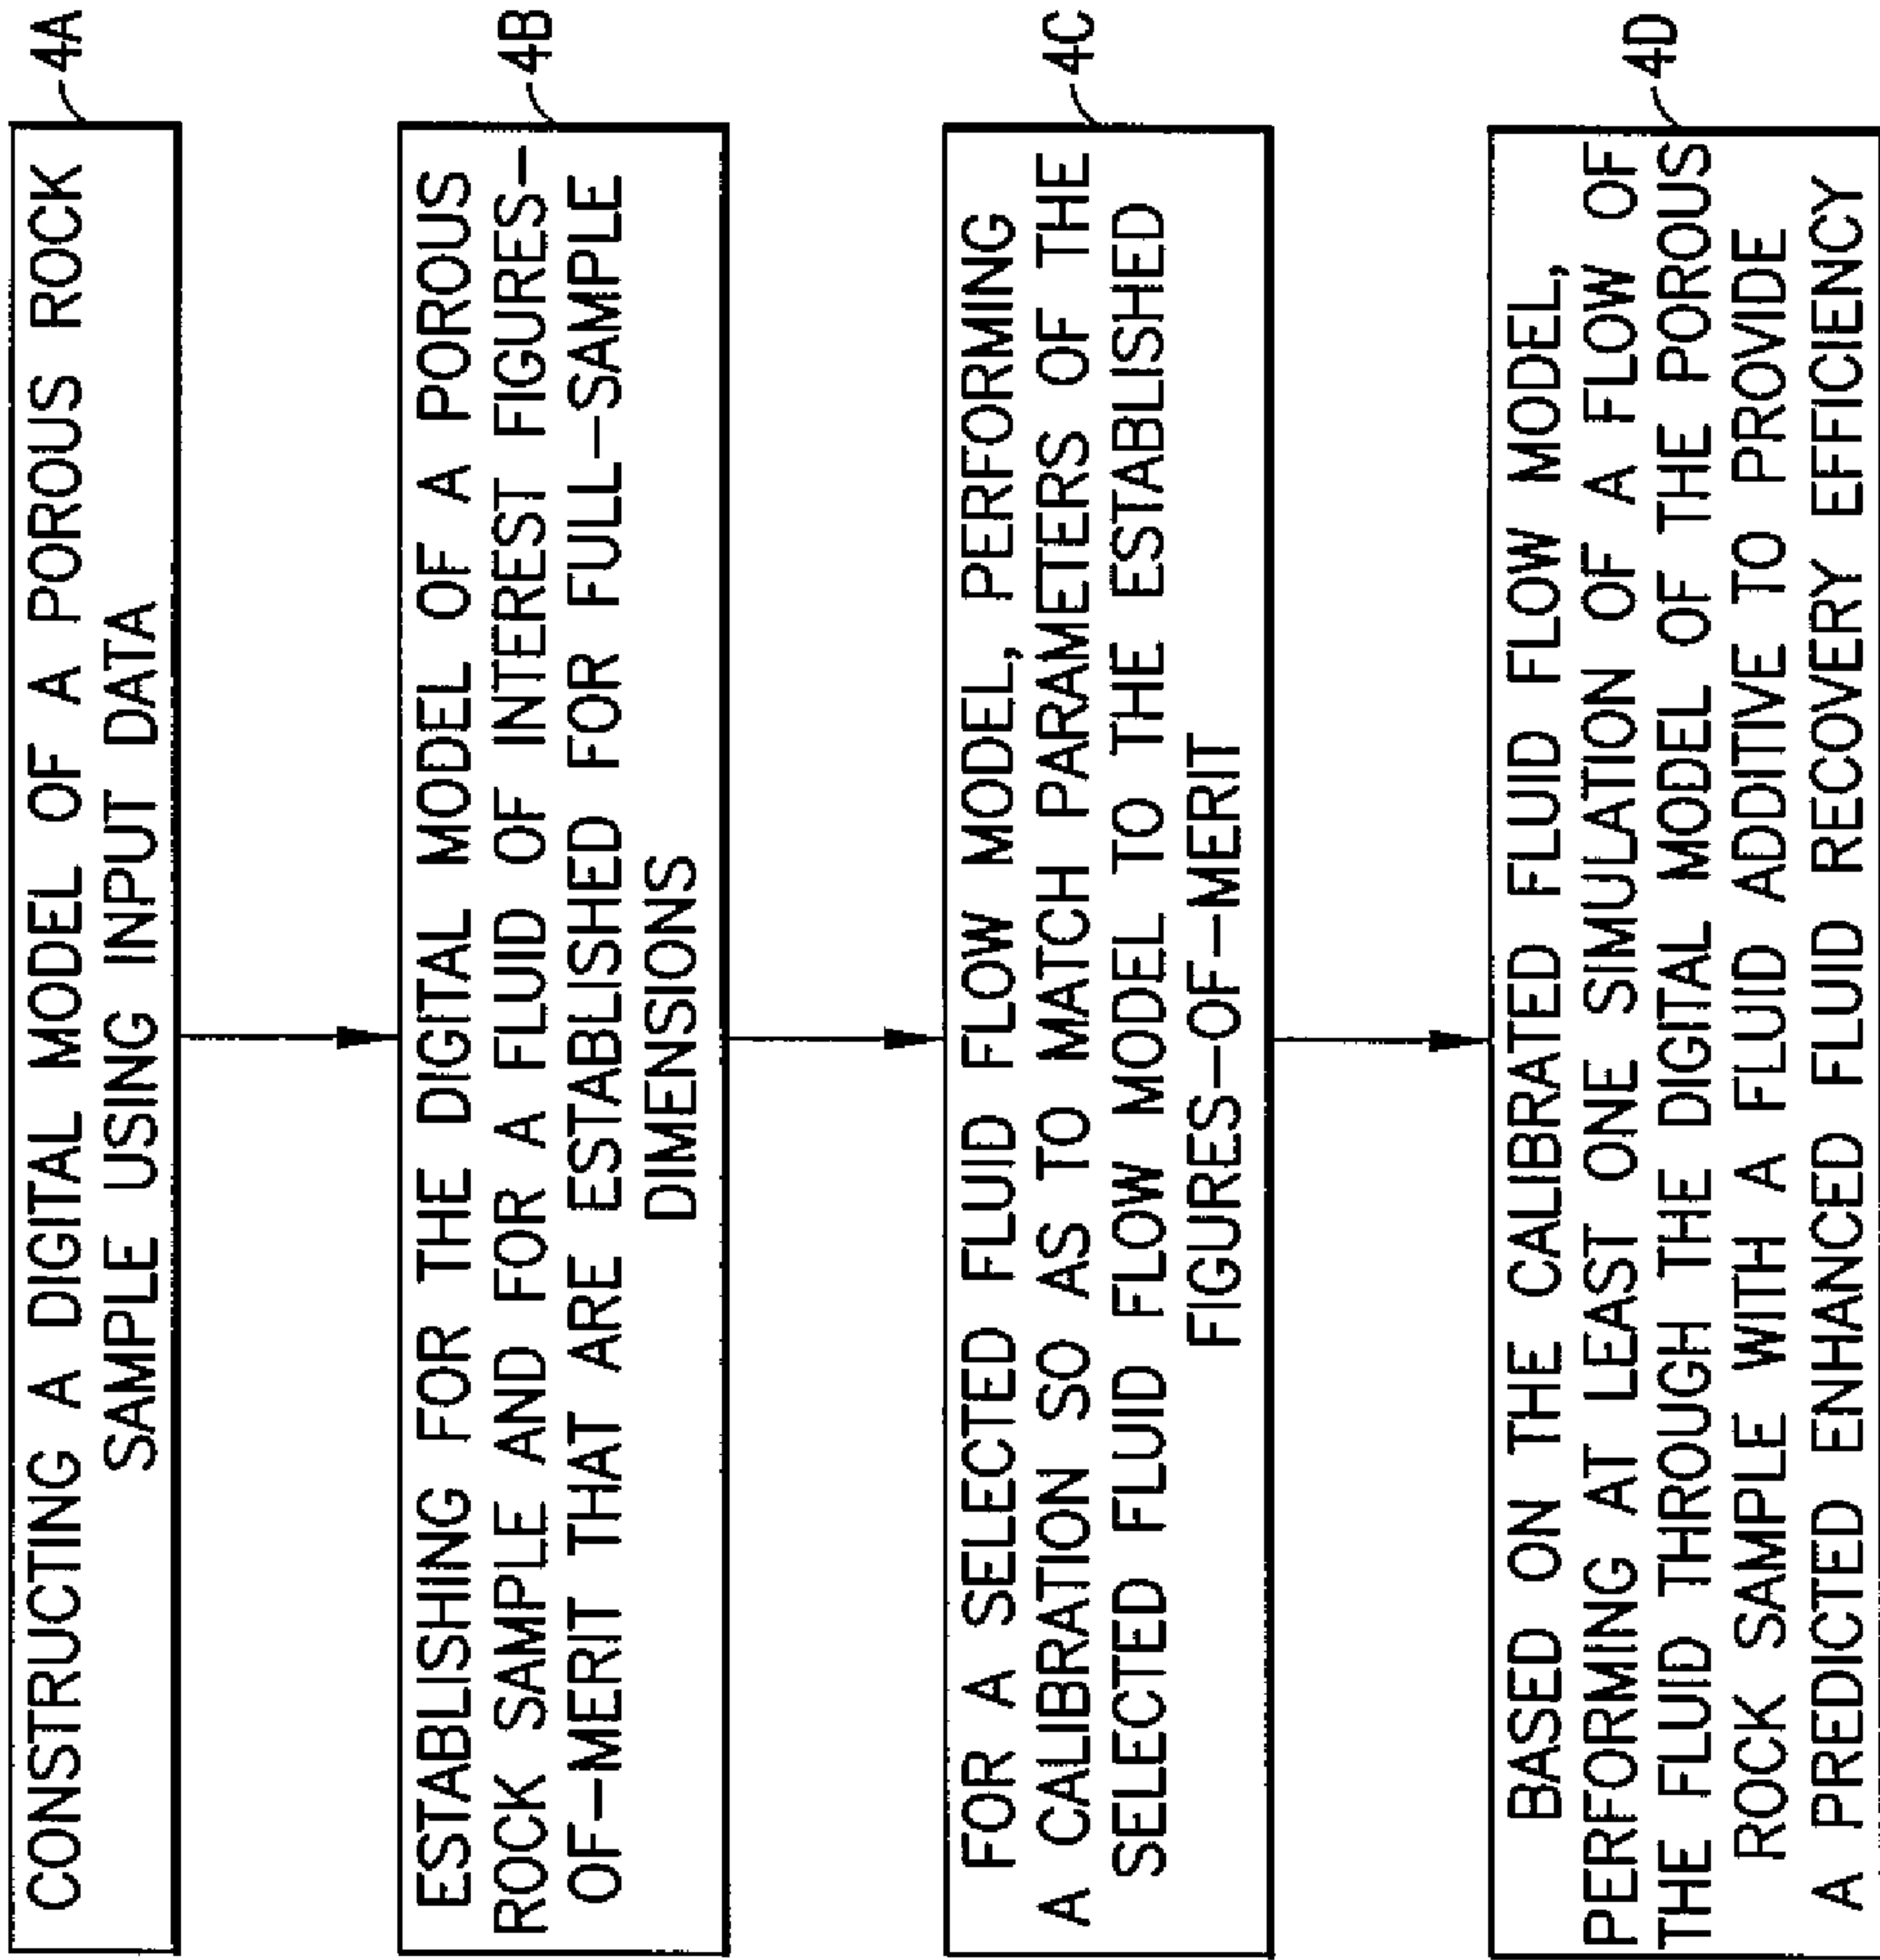 CONSTRUCTING A DIGITAL MODEL OF A POROUS ROCK
SAMPLE USING INPUT DATA
4A
ESTABLISHING FOR THE DIGITAL MODEL OF A POROUS
ROCK SAMPLE AND FOR A FLUID OF INTEREST FIGURES-
OF-MERIT THAT ARE ESTABLISHED FOR FULL-SAMPLE
DIMENSIONS
4B
FOR A SELECTED FLUID FLOW MODEL, PERFORMING
A CALIBRATION SO AS TO MATCH PARAMETERS OF THE
SELECTED FLUID FLOW MODEL TO THE ESTABLISHED
FIGURES-OF-MERIT
4C
BASED ON THE CALIBRATED FLUID FLOW MODEL,
PERFORMING AT LEAST ONE SIMULATION OF A FLOW OF
THE FLUID THROUGH THE DIGITAL MODEL OF THE POROUS
ROCK SAMPLE WITH A FLUID ADDITIVE TO PROVIDE
A PREDICTED ENHANCED FLUID RECOVERY EFFICIENCY
4D